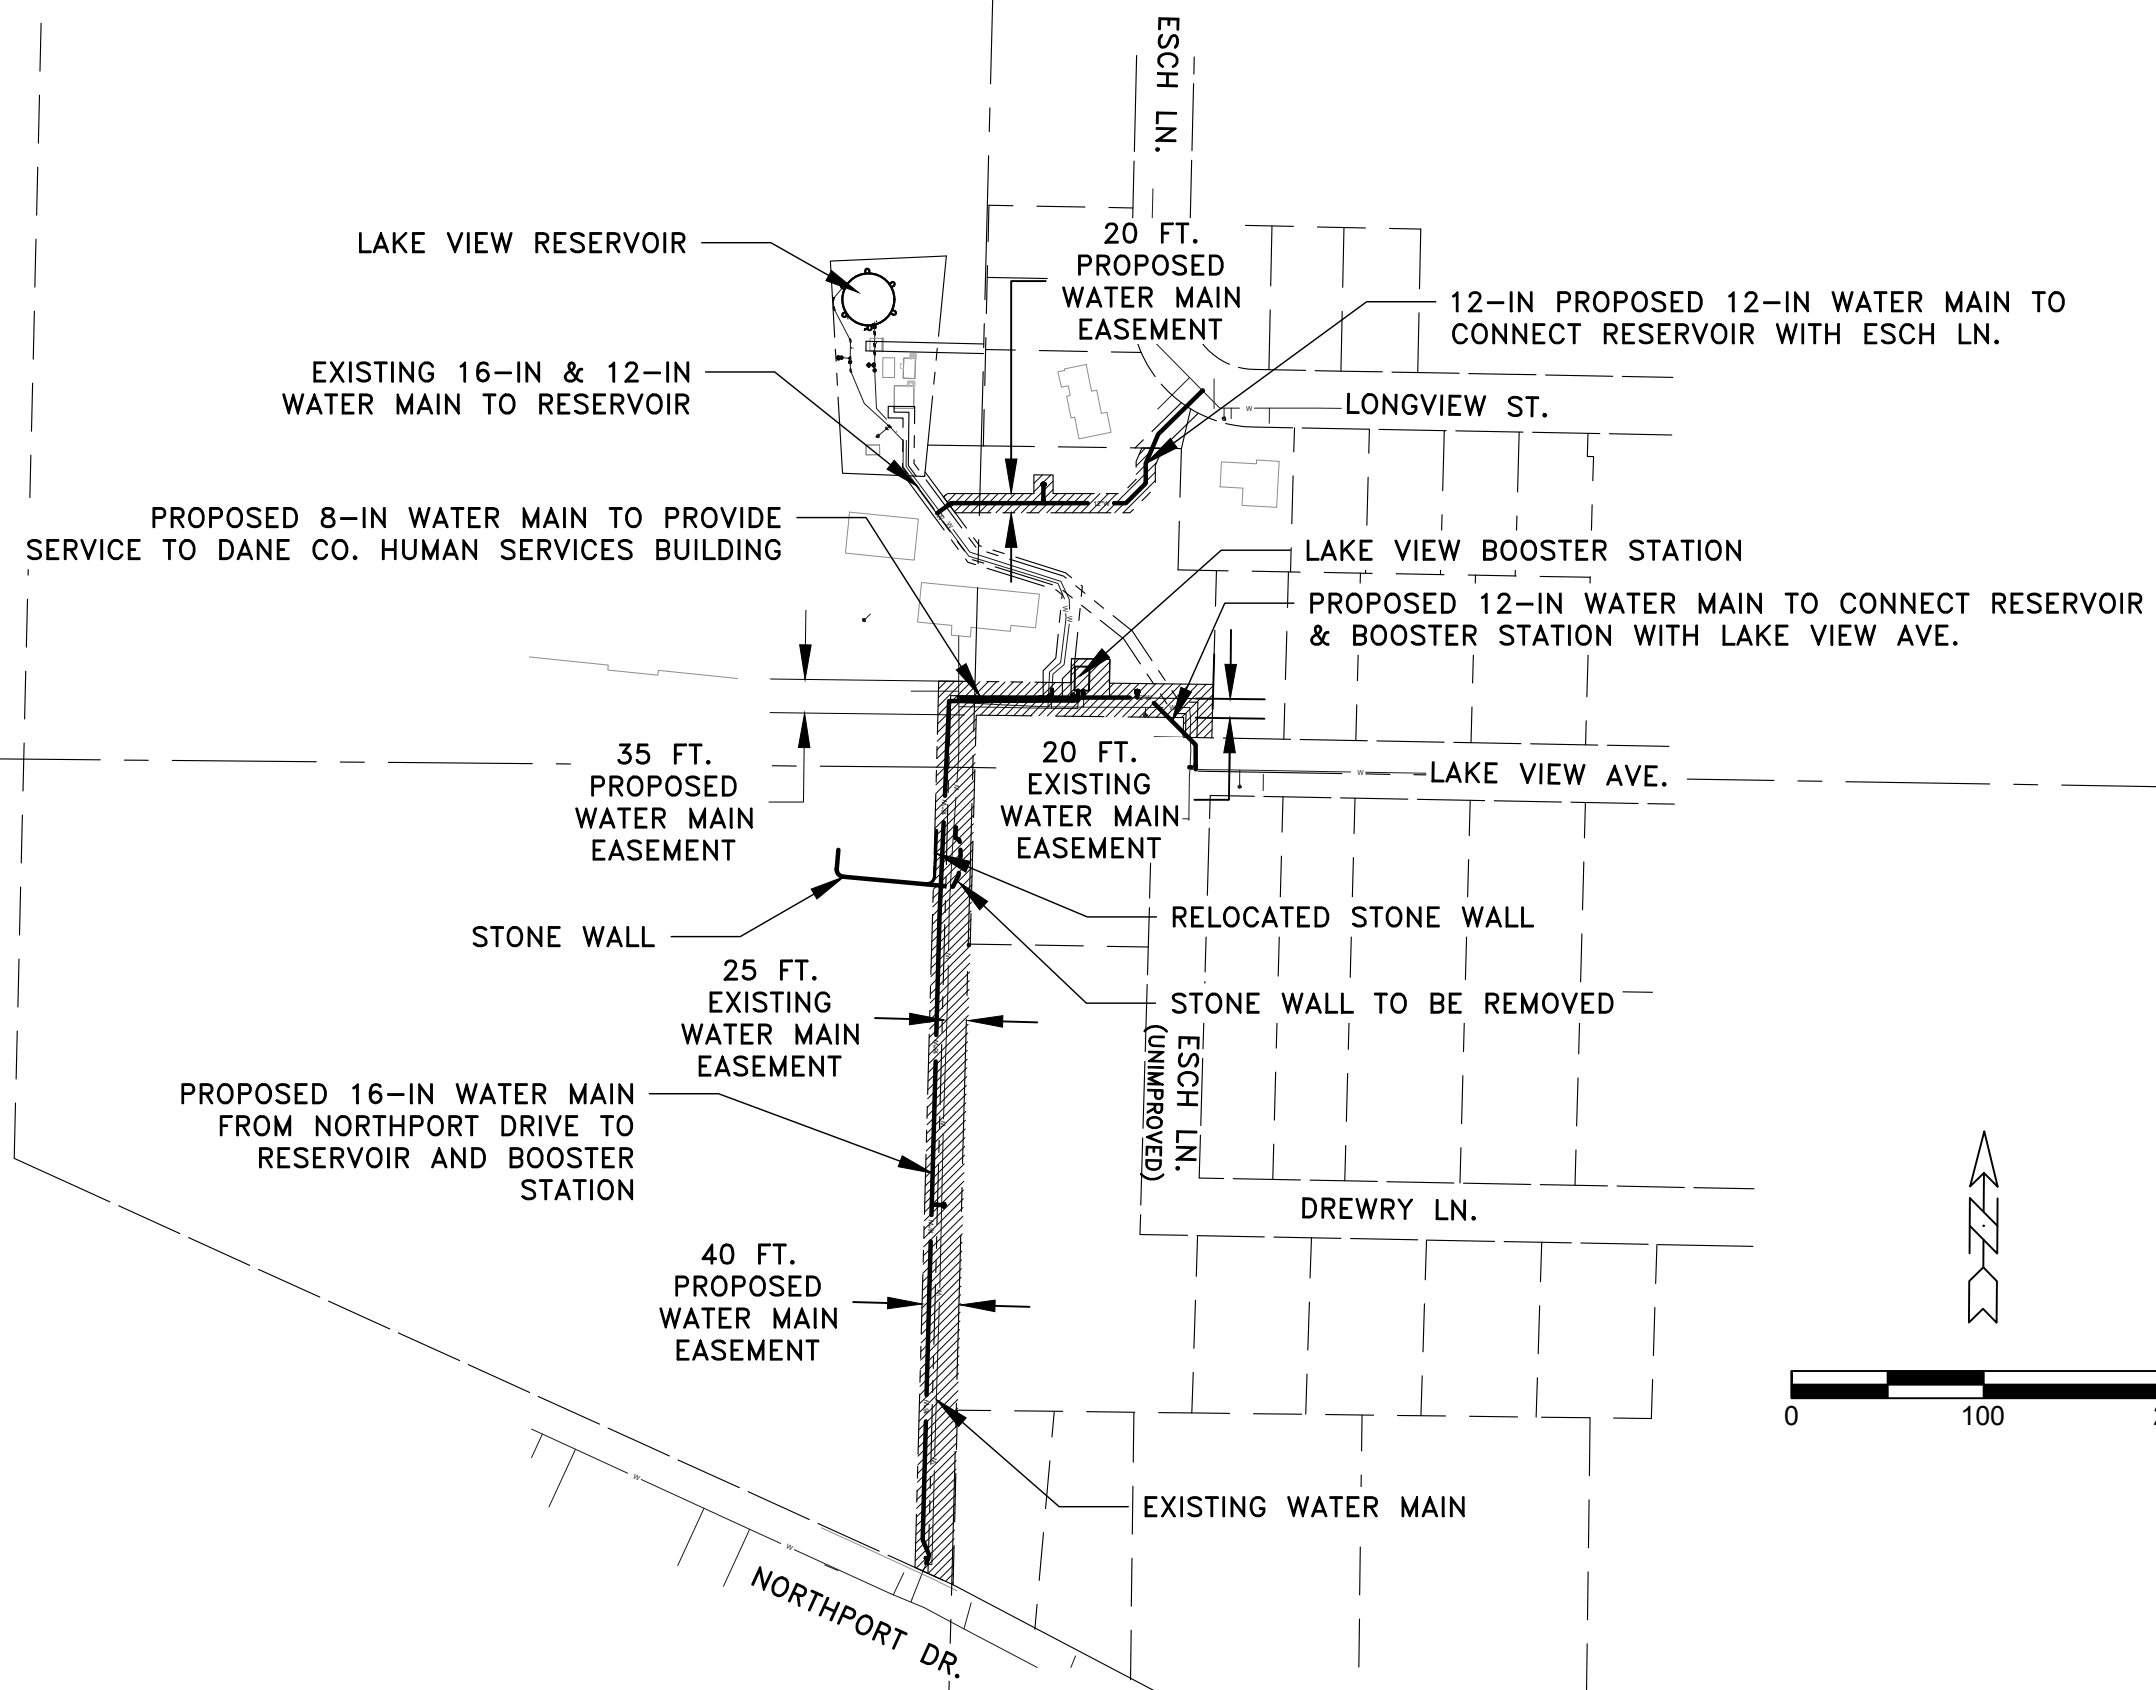 ESCH LN.
LAKE VIEW RESERVOIR
20 FT.
PROPOSED
WATER MAIN
EASEMENT
12-IN PROPOSED 12-IN WATER MAIN TO
CONNECT RESERVOIR WITH ESCH LN.
EXISTING 16-IN & 12-IN
WATER MAIN TO RESERVOIR
LONGVIEW ST.
PROPOSED 8-IN WATER MAIN TO PROVIDE
SERVICE TO DANE CO. HUMAN SERVICES BUILDING
LAKE VIEW BOOSTER STATION
PROPOSED 12-IN WATER MAIN TO CONNECT RESERVOIR
& BOOSTER STATION WITH LAKE VIEW AVE.
35 FT.
PROPOSED
WATER MAIN
EASEMENT
20 FT.
EXISTING
WATER MAIN
EASEMENT
LAKE VIEW AVE.
STONE WALL
RELOCATED STONE WALL
25 FT.
EXISTING
WATER MAIN
EASEMENT
STONE WALL TO BE REMOVED
ESCH LN.
(UNIMPROVED)
PROPOSED 16-IN WATER MAIN
FROM NORTHPORT DRIVE TO
RESERVOIR AND BOOSTER
STATION
DREWRY LN.
40 FT.
PROPOSED
WATER MAIN
EASEMENT
0 100
EXISTING WATER MAIN
NORTHPORT DR.